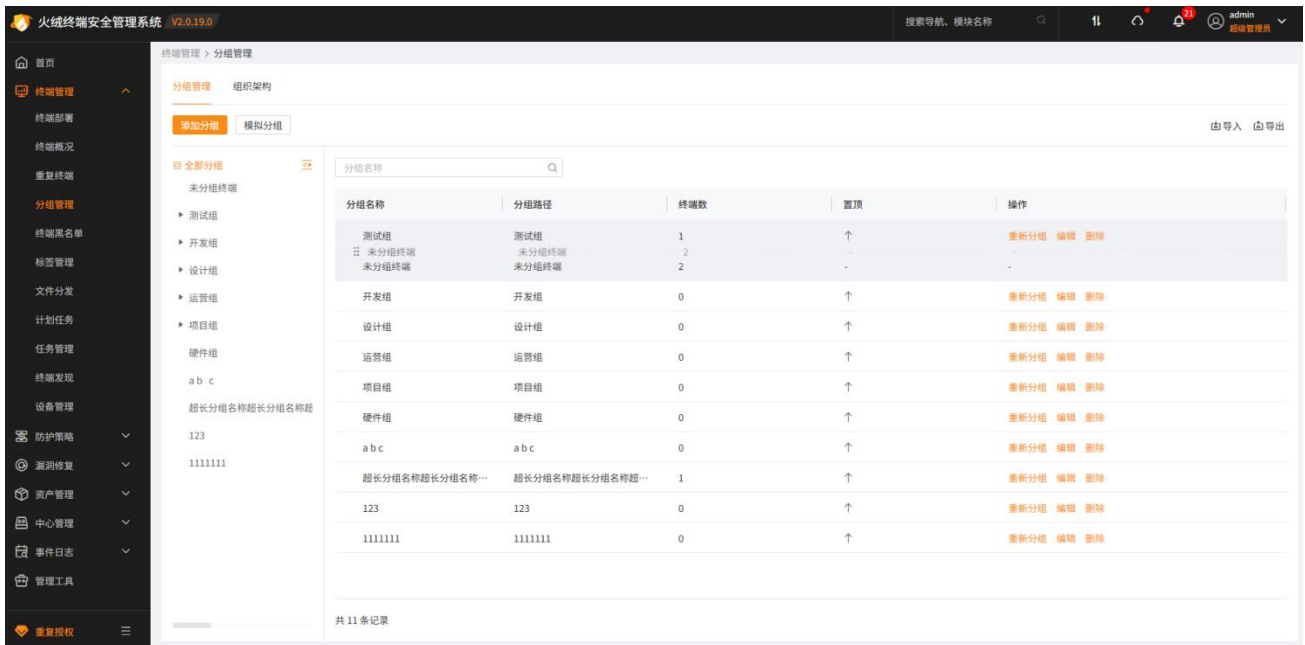 火绒终端安全管理系统 V2.0.19.0
搜索导航、模块名称
21
admin
超级管理员
首页
终端管理
终端部署
终端概况
重复终端
分组管理
终端黑名单
标签管理
文件分发
计划任务
任务管理
终端发现
设备管理
防护策略
漏洞修复
资产管理
中心管理
事件日志
管理工具
重复授权
终端管理 > 分组管理
分组管理 组织架构
添加分组 模拟分组
导入 导出
全部分组
未分组终端
测试组
开发组
设计组
运营组
项目组
硬件组
a b c
超长分组名称超长分组名称超
123
1111111
分组名称
分组名称 分组路径 终端数 置顶 操作
测试组 测试组 1 ↑ 重新分组 编辑 删除
未分组终端 未分组终端 2 - -
未分组终端 未分组终端 2 - -
开发组 开发组 0 ↑ 重新分组 编辑 删除
设计组 设计组 0 ↑ 重新分组 编辑 删除
运营组 运营组 0 ↑ 重新分组 编辑 删除
项目组 项目组 0 ↑ 重新分组 编辑 删除
硬件组 硬件组 0 ↑ 重新分组 编辑 删除
a b c a b c 0 ↑ 重新分组 编辑 删除
超长分组名称超长分组名称… 超长分组名称超长分组名称超… 1 ↑ 重新分组 编辑 删除
123 123 0 ↑ 重新分组 编辑 删除
1111111 1111111 0 ↑ 重新分组 编辑 删除
共 11 条记录